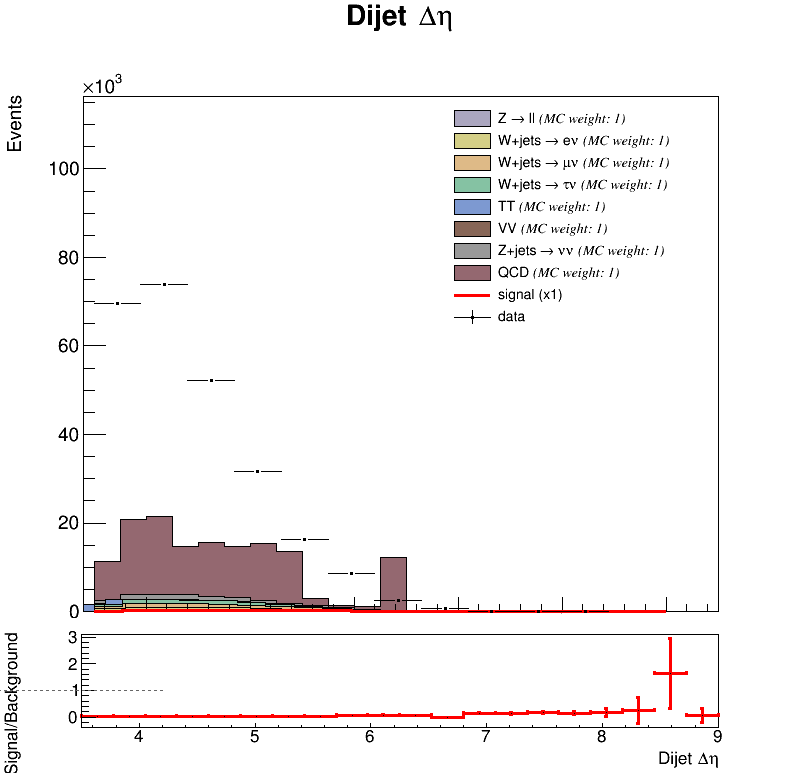 Dijet Δη
×10³
Events
Z → ll (MC weight: 1)
W+jets → eν (MC weight: 1)
W+jets → μν (MC weight: 1)
W+jets → τν (MC weight: 1)
TT (MC weight: 1)
VV (MC weight: 1)
Z+jets → νν (MC weight: 1)
QCD (MC weight: 1)
signal (x1)
data
100
80
60
40
20
0
Signal/Background
3
2
1
0
4 5 6 7 8 9
Dijet Δη